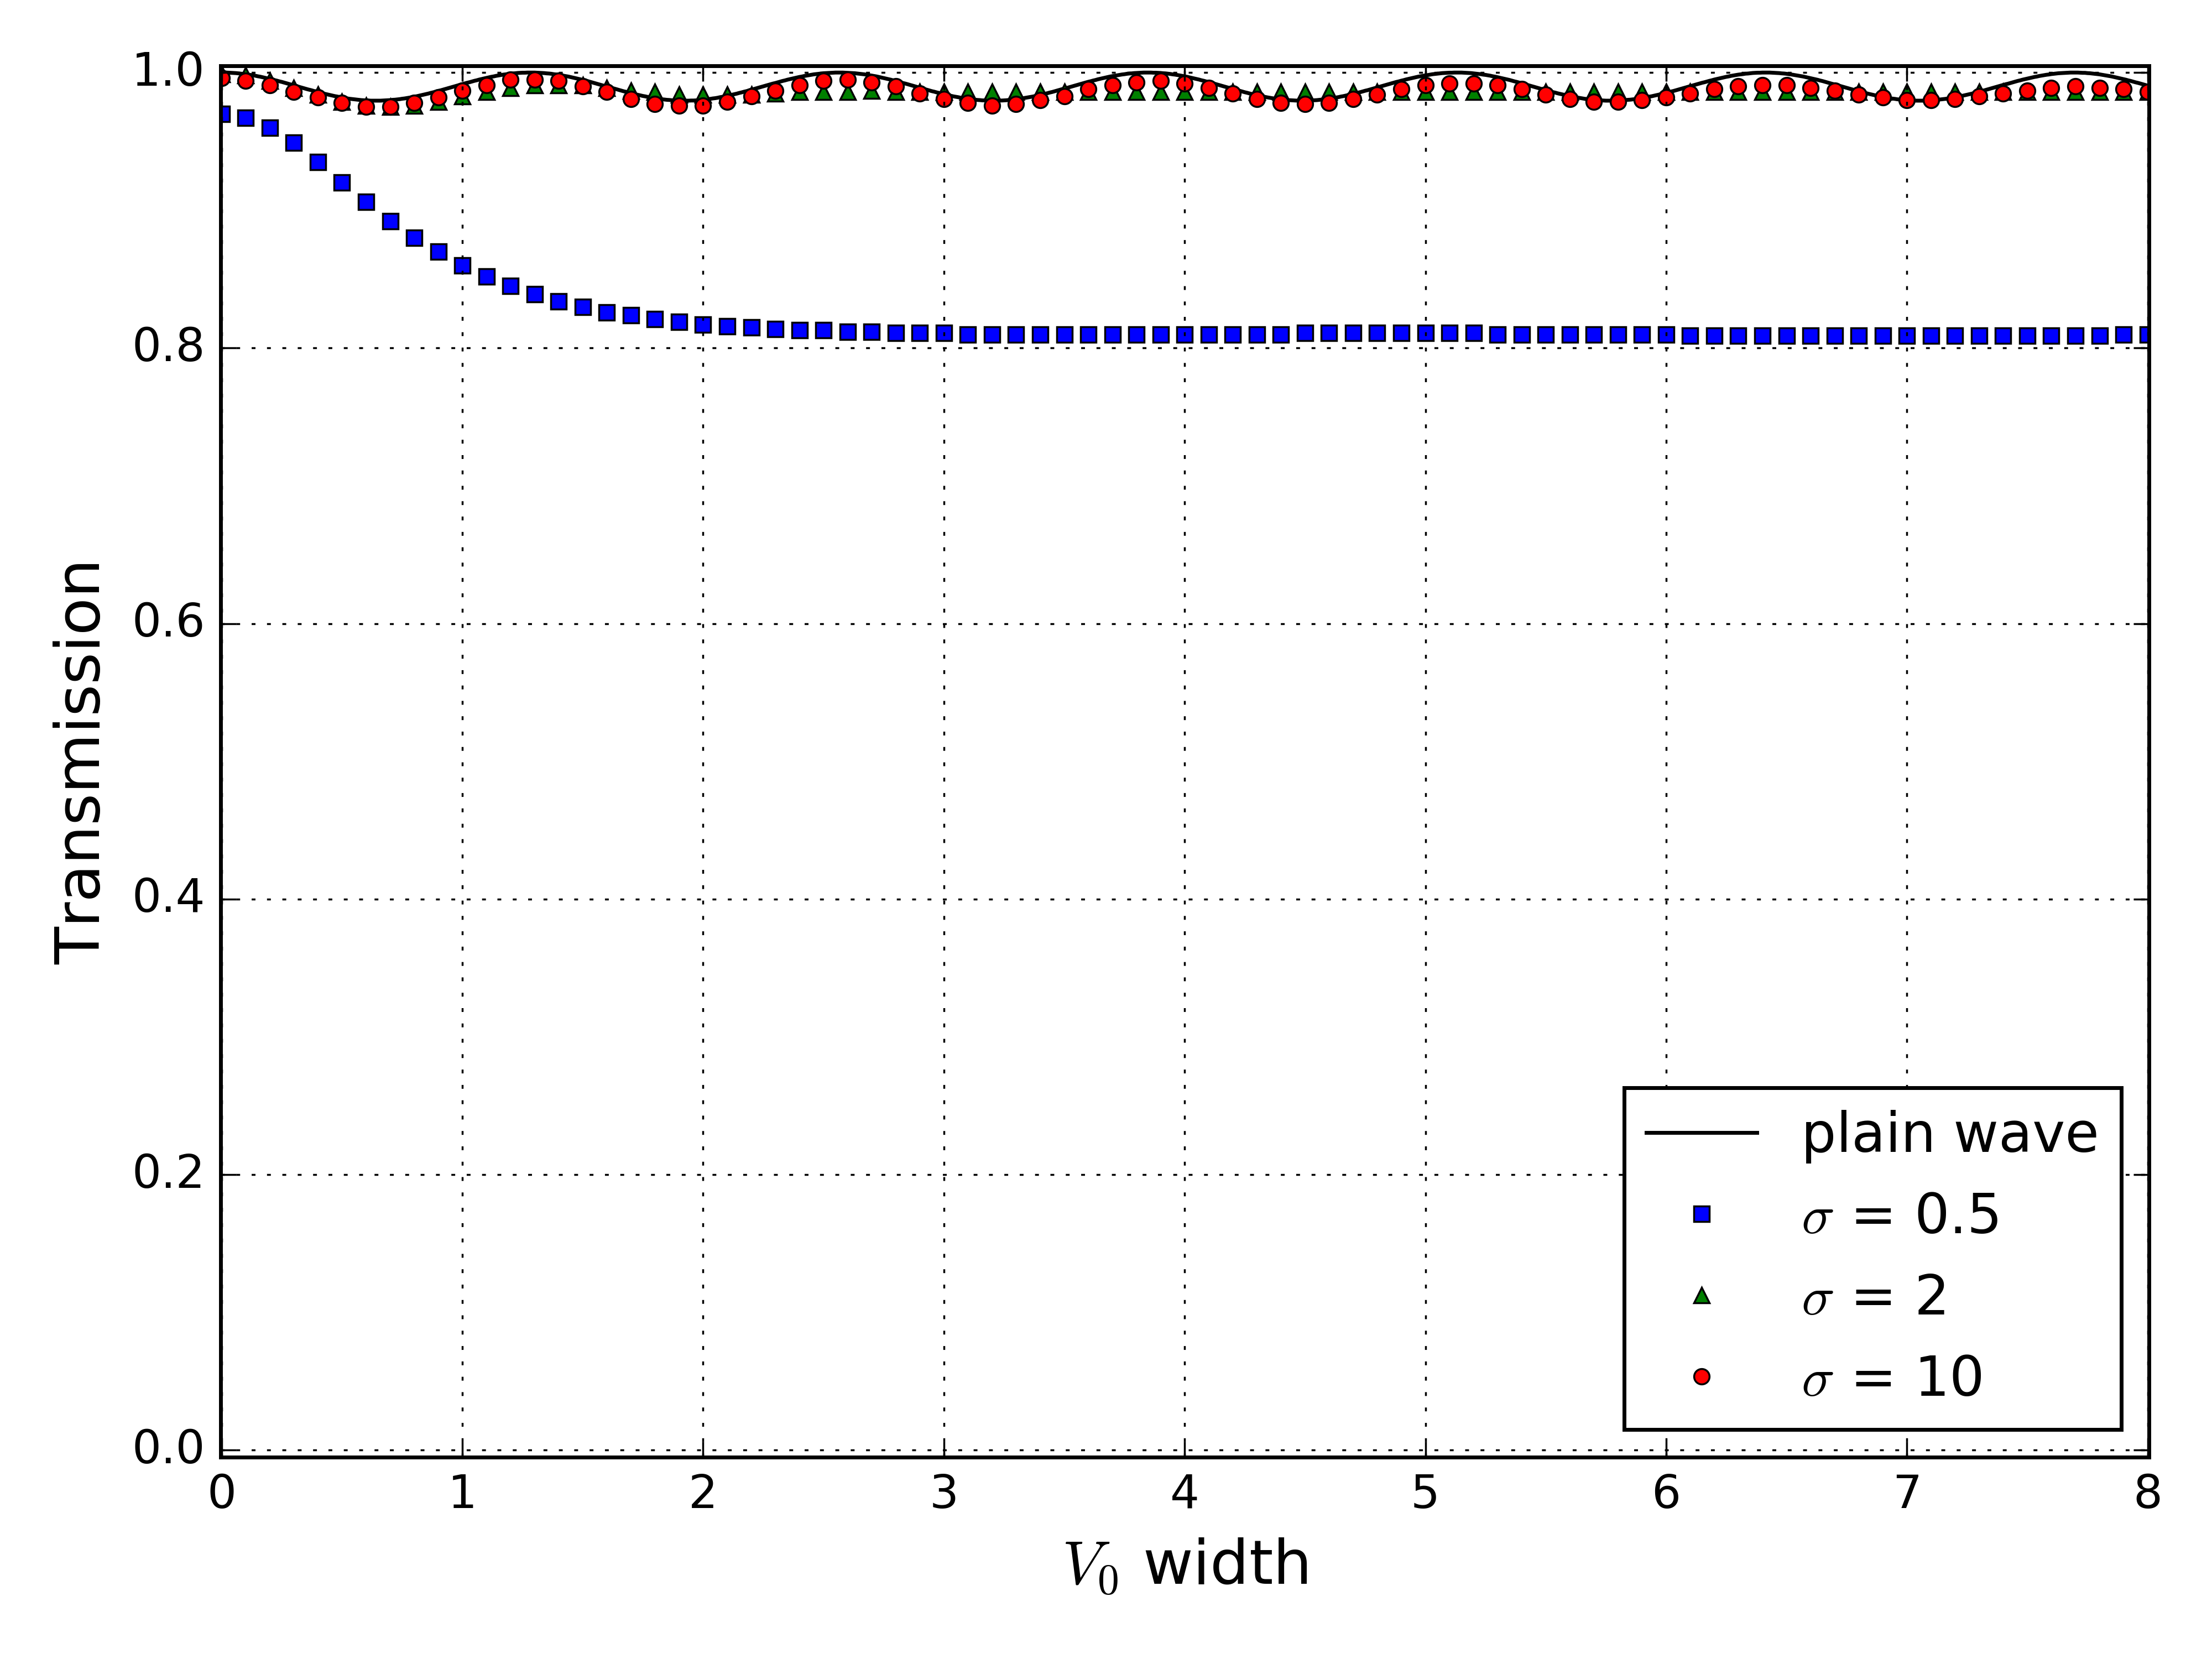 1.0
0.8
0.6
0.4
0.2
0.0
Transmission
0 1 2 3 4 5 6 7 8
V₀ width
plain wave
σ = 0.5
σ = 2
σ = 10